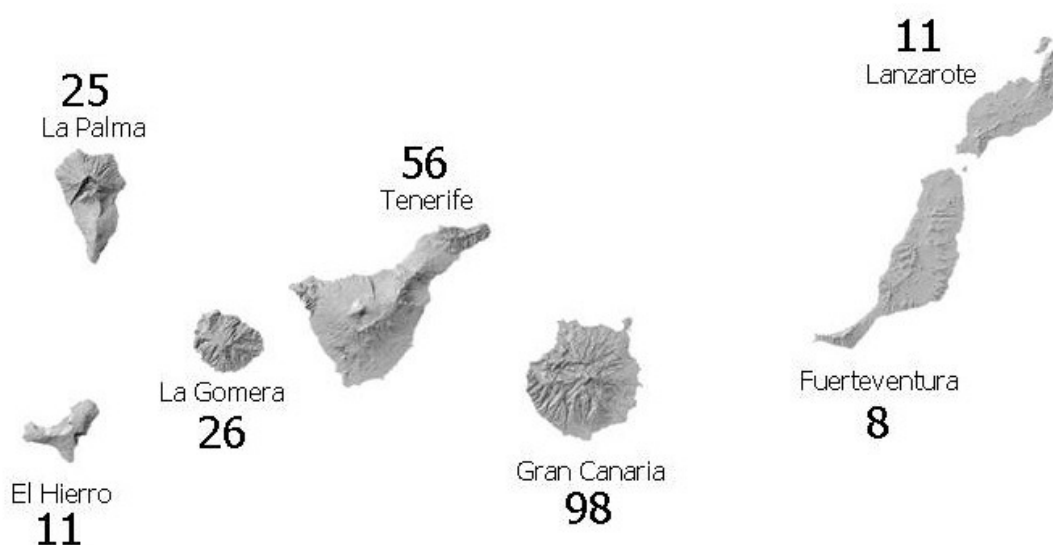 11
Lanzarote
25
La Palma
56
Tenerife
La Gomera
26
Fuerteventura
8
Gran Canaria
98
El Hierro
11